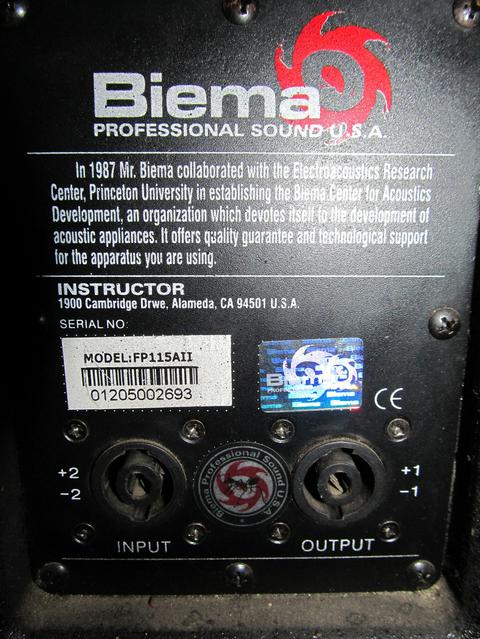 Biema
PROFESSIONAL SOUND U.S.A.
In 1987 Mr. Biema collaborated with the Electroacoustics Research
Center, Princeton University in establishing the Biema Center for Acoustics
Development, an organization which devotes itself to the development of
acoustic appliances. It offers quality guarantee and technological support
for the apparatus you are using.
INSTRUCTOR
1900 Cambridge Drwe, Alameda, CA 94501 U.S.A.
SERIAL NO:
MODEL:FP115AII
01205002693
Biema
CE
+2
-2
Biema Professional Sound U.S.A
+1
-1
INPUT
OUTPUT